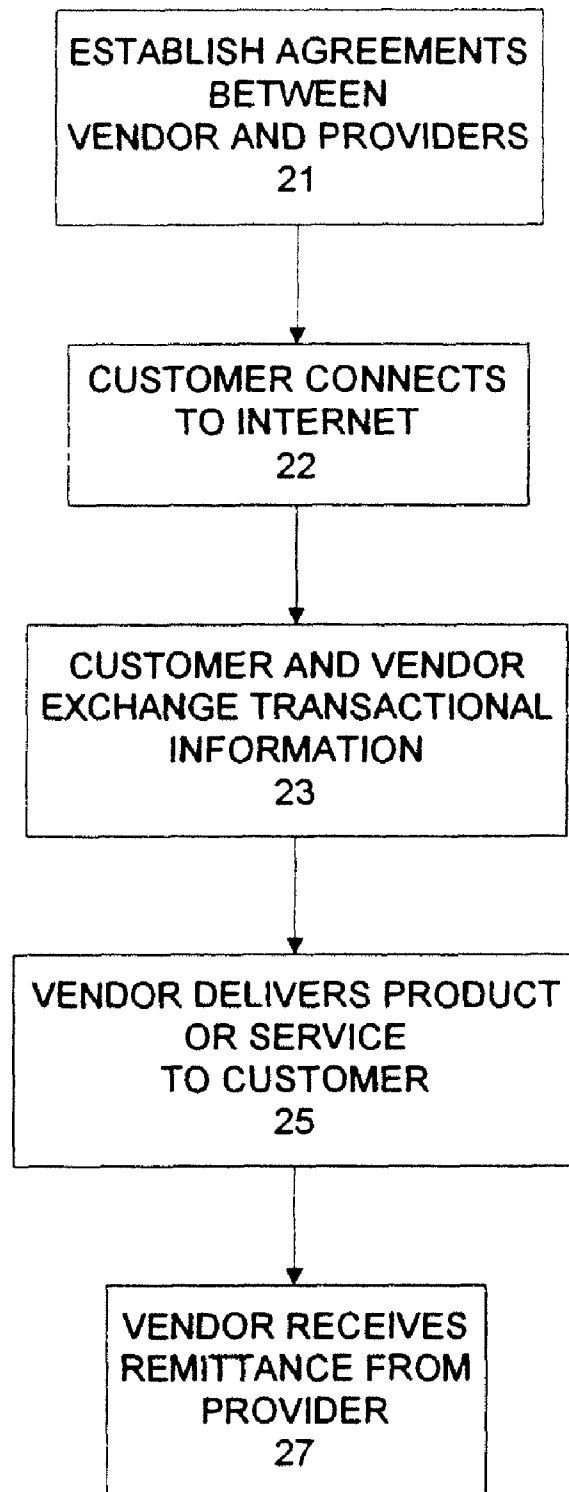 ESTABLISH AGREEMENTS
BETWEEN
VENDOR AND PROVIDERS
21
CUSTOMER CONNECTS
TO INTERNET
22
CUSTOMER AND VENDOR
EXCHANGE TRANSACTIONAL
INFORMATION
23
VENDOR DELIVERS PRODUCT
OR SERVICE
TO CUSTOMER
25
VENDOR RECEIVES
REMITTANCE FROM
PROVIDER
27